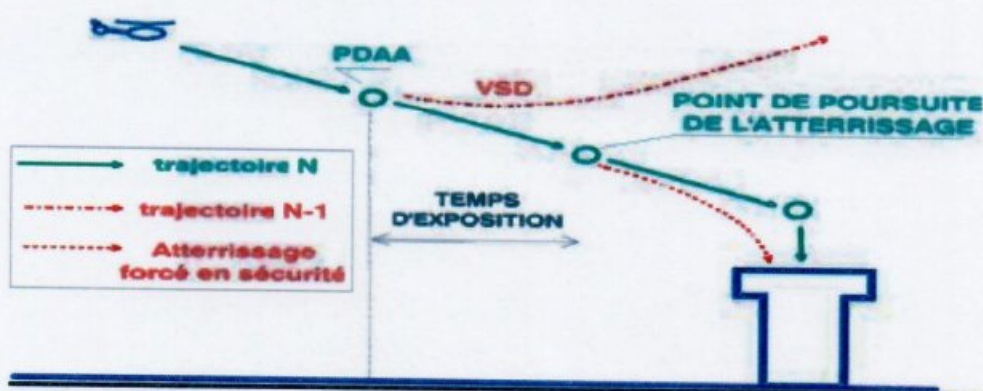 PDAA
VSD
POINT DE POURSUITE
DE L'ATTERRISSAGE
trajectoire N
trajectoire N-1
Atterrissage
forcé en sécurité
TEMPS
D'EXPOSITION